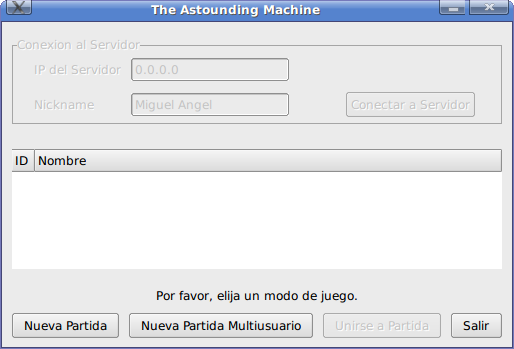 The Astounding Machine
Conexion al Servidor
IP del Servidor 0.0.0.0
Nickname Miguel Angel Conectar a Servidor
ID Nombre
Por favor, elija un modo de juego.
Nueva Partida Nueva Partida Multiusuario Unirse a Partida Salir